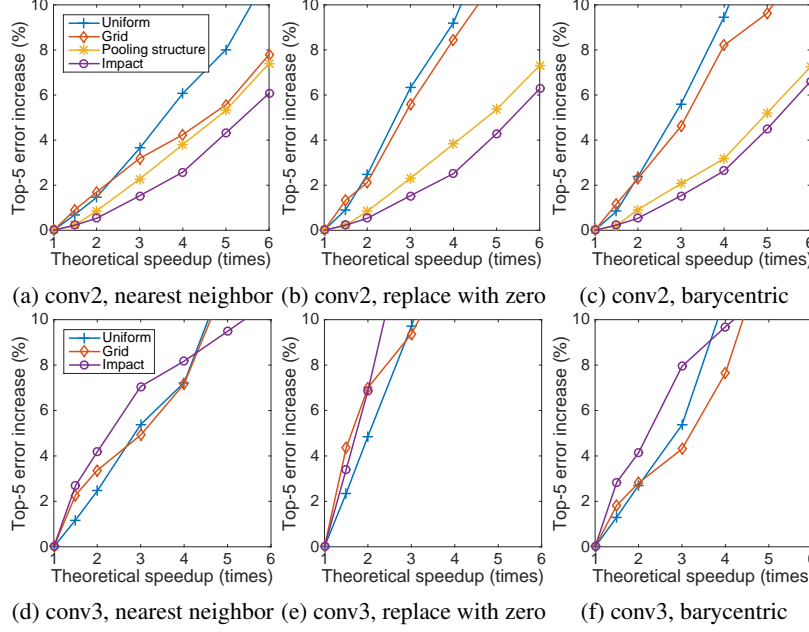 10
8
6
4
2
0
Top-5 error increase (%)
Uniform
Grid
Pooling structure
Impact
1 2 3 4 5 6
Theoretical speedup (times)
(a) conv2, nearest neighbor
10
8
6
4
2
0
Top-5 error increase (%)
1 2 3 4 5 6
Theoretical speedup (times)
(b) conv2, replace with zero
10
8
6
4
2
0
Top-5 error increase (%)
1 2 3 4 5 6
Theoretical speedup (times)
(c) conv2, barycentric
10
8
6
4
2
0
Top-5 error increase (%)
Uniform
Grid
Impact
1 2 3 4 5 6
Theoretical speedup (times)
(d) conv3, nearest neighbor
10
8
6
4
2
0
Top-5 error increase (%)
1 2 3 4 5 6
Theoretical speedup (times)
(e) conv3, replace with zero
10
8
6
4
2
0
Top-5 error increase (%)
1 2 3 4 5 6
Theoretical speedup (times)
(f) conv3, barycentric